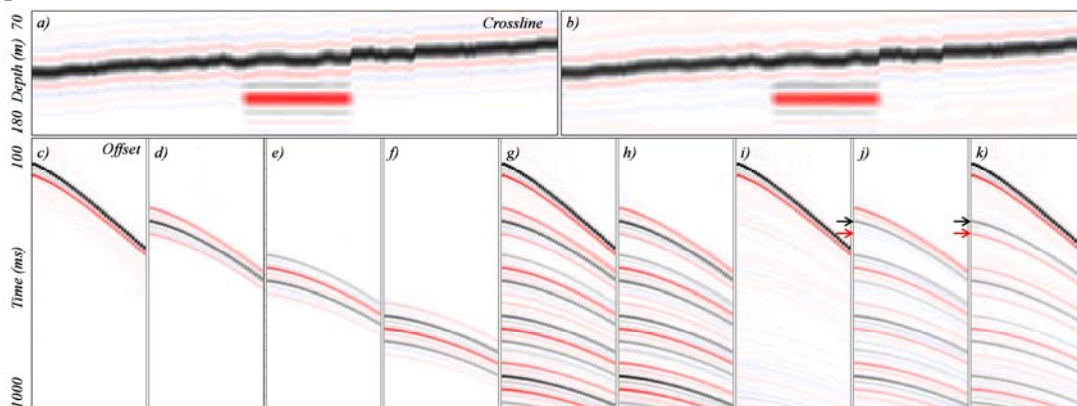 a)
Crossline
b)
70
Depth (m)
180
c)
Offset
d)
e)
f)
g)
h)
i)
j)
k)
100
Time (ms)
1000